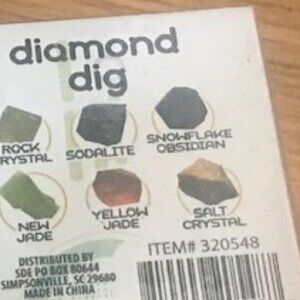 diamond
dig
ROCK
SODALITE
SNOWFLAKE
OBSIDIAN
RYSTAL
NEW
JADE
YELLOW
JADE
SALT
CRYSTAL
DISTRIBUTED BY
SDE PO BOX 80644
SIMPSONVILLE, SC 29680
MADE IN CHINA
ITEM# 320548